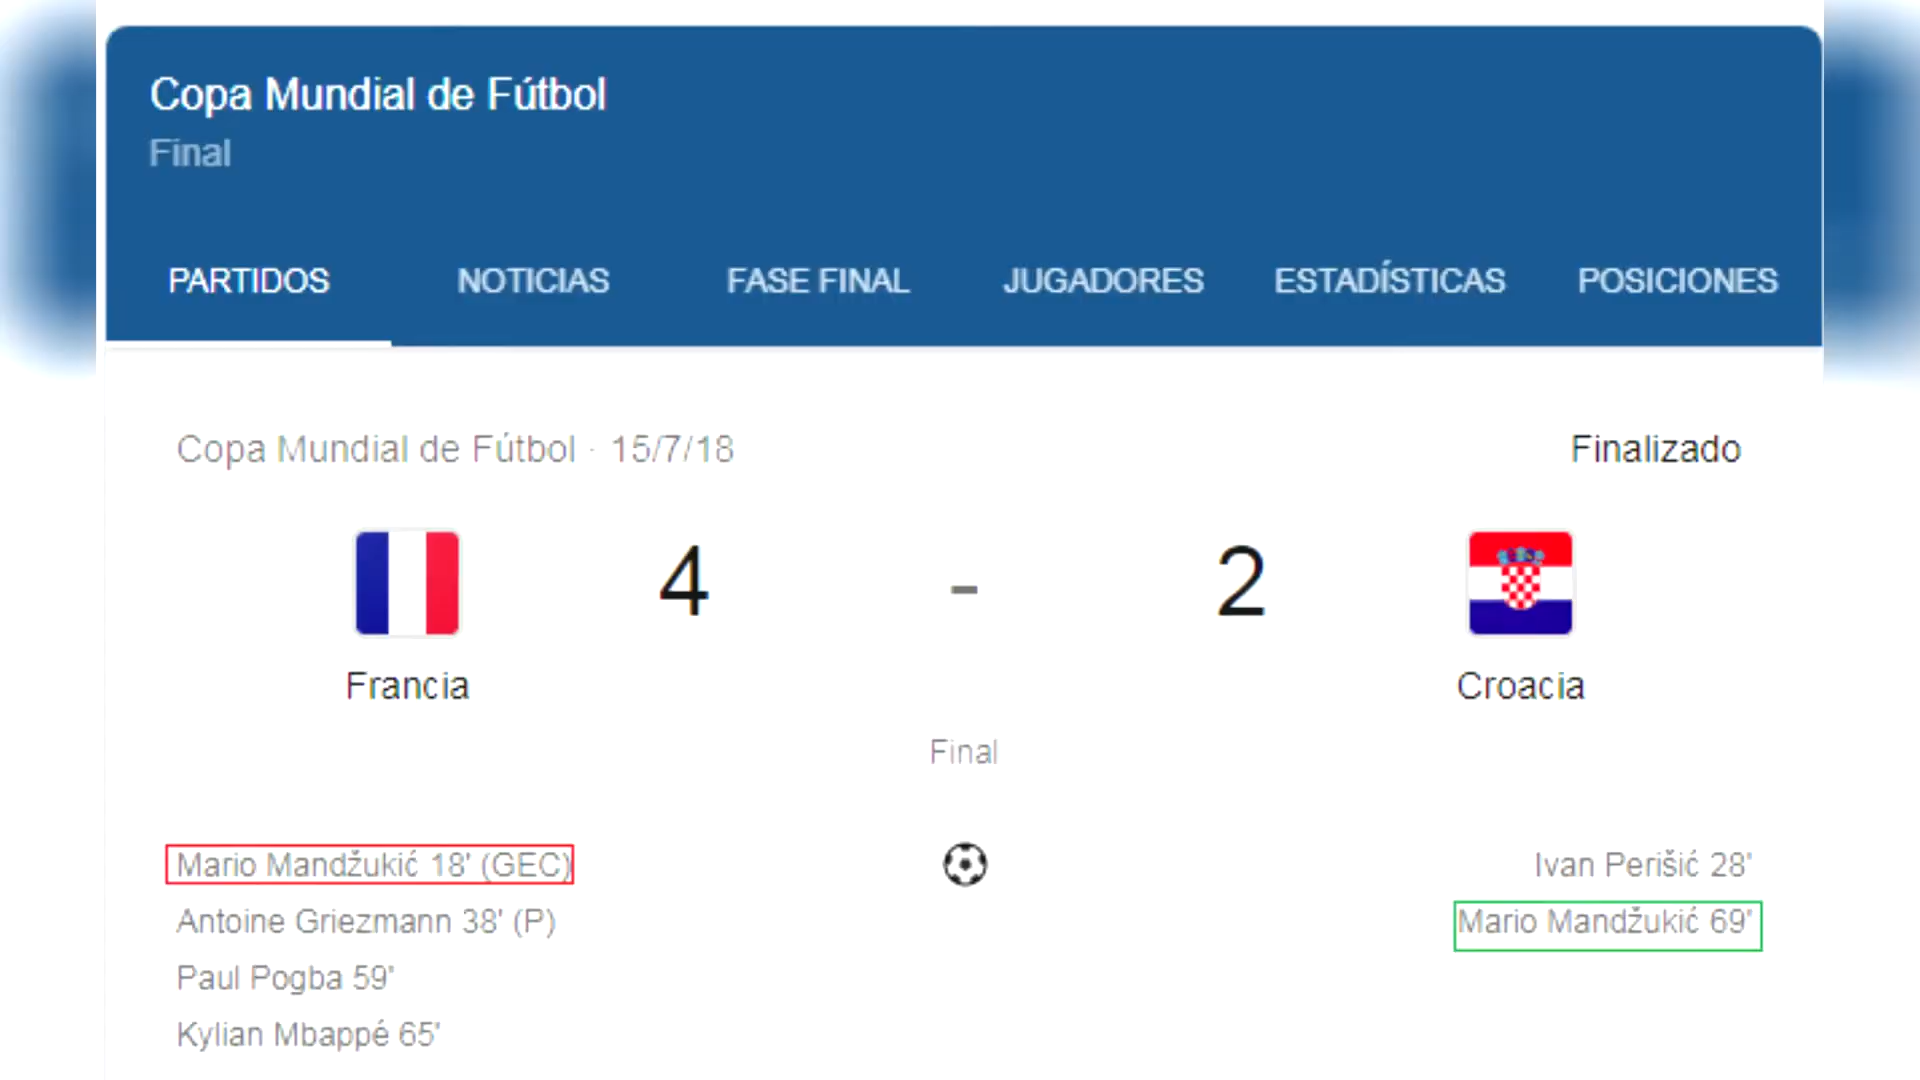 Copa Mundial de Fútbol
Final
PARTIDOS NOTICIAS FASE FINAL JUGADORES ESTADÍSTICAS POSICIONES
Copa Mundial de Fútbol · 15/7/18 Finalizado
4 - 2
Francia Croacia
Final
Mario Mandžukić 18' (GEC) Ivan Perišić 28'
Antoine Griezmann 38' (P) Mario Mandžukić 69'
Paul Pogba 59'
Kylian Mbappé 65'